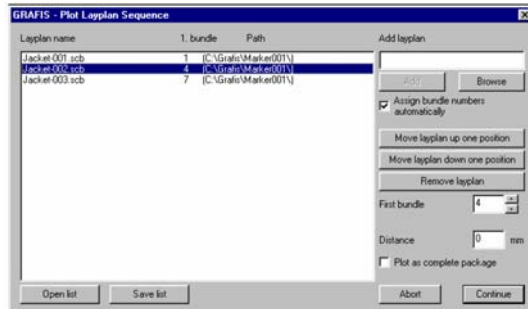 GRAFIS - Plot Layplan Sequence
Layplan name 1. bundle Path
Jacket-001.scb 1 (C:\Grafis\Marker001\)
Jacket-002.scb 4 (C:\Grafis\Marker001\)
Jacket-003.scb 7 (C:\Grafis\Marker001\)
Add layplan
Add Browse
Assign bundle numbers
automatically
Move layplan up one position
Move layplan down one position
Remove layplan
First bundle 4
Distance 0 mm
Plot as complete package
Open list Save list Abort Continue